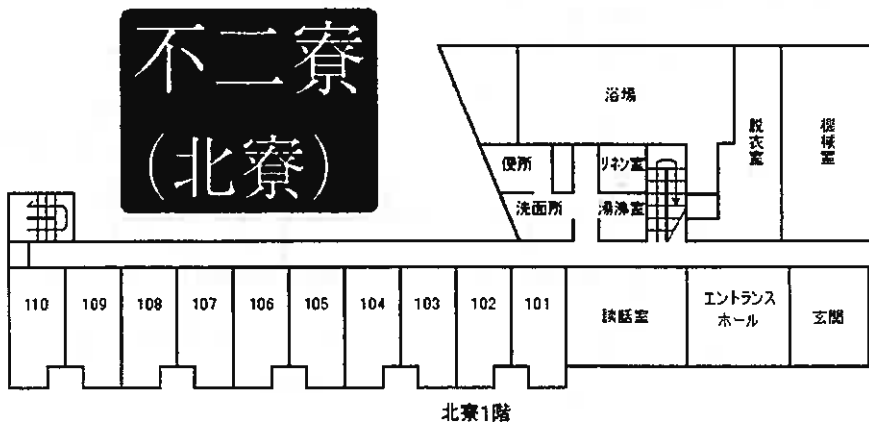 不二寮
（北寮）
浴場
脱衣室
機械室
便所
リネン室
洗面所
湯沸室
110
109
108
107
106
105
104
103
102
101
談話室
エントランス
ホール
玄関
北寮1階